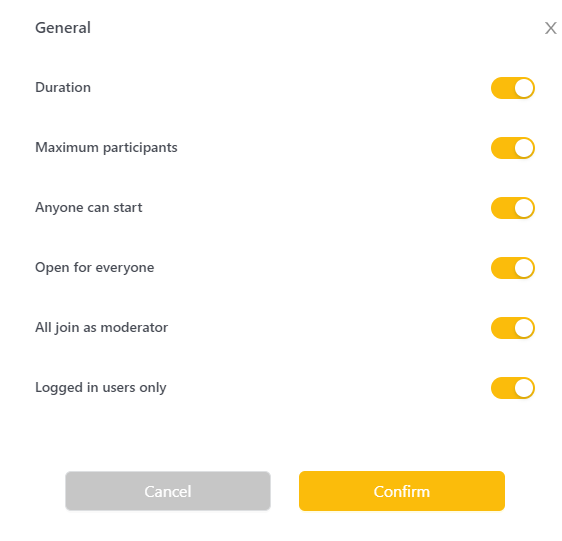 General
X
Duration
Maximum participants
Anyone can start
Open for everyone
All join as moderator
Logged in users only
Cancel
Confirm